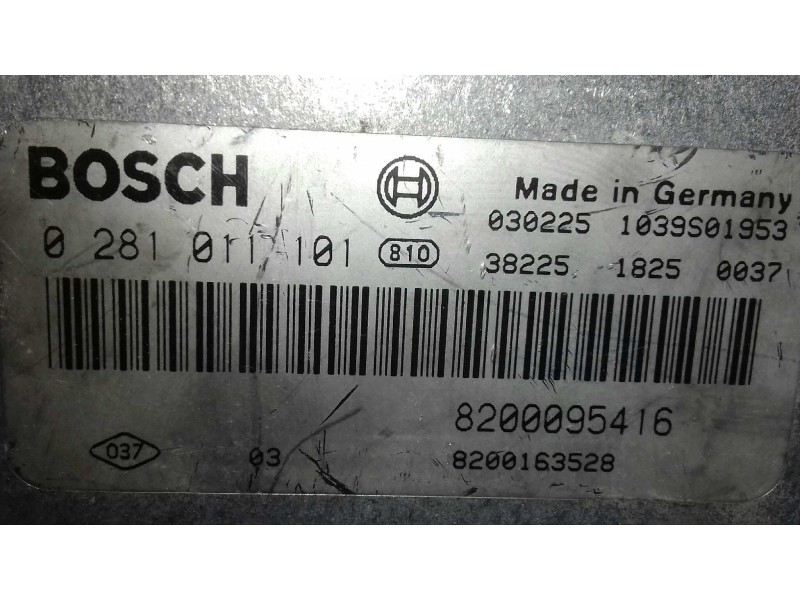 BOSCH
Made in Germany
030225 1039S01953
0 281 011 101 810
38225 1825 0037
8200095416
037 03
8200163528